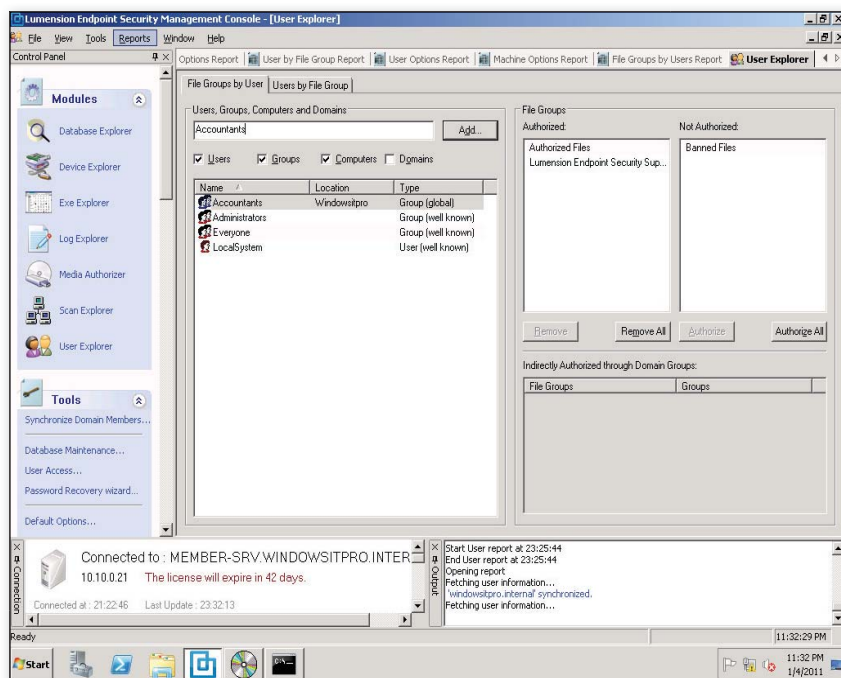 Lumension Endpoint Security Management Console - [User Explorer]
File View Tools Reports Window Help
Control Panel
Options Report User by File Group Report User Options Report Machine Options Report File Groups by Users Report User Explorer
Modules
Database Explorer
Device Explorer
Exe Explorer
Log Explorer
Media Authorizer
Scan Explorer
User Explorer
Tools
Synchronize Domain Members...
Database Maintenance...
User Access...
Password Recovery wizard...
Default Options...
File Groups by User Users by File Group
Users, Groups, Computers and Domains
Accountants Add...
Users Groups Computers Domains
Name Location Type
Accountants Windowsitpro Group (global)
Administrators Group (well known)
Everyone Group (well known)
LocalSystem User (well known)
File Groups
Authorized: Not Authorized:
Authorized Files Banned Files
Lumension Endpoint Security Sup...
Remove Remove All Authorize Authorize All
Indirectly Authorized through Domain Groups:
File Groups Groups
Connection
Connected to : MEMBER-SRV.WINDOWSITPRO.INTER
10.10.0.21 The license will expire in 42 days.
Connected at : 21:22:46 Last Update : 23:32:13
Output
Start User report at 23:25:44
End User report at 23:25:44
Opening report
Fetching user information...
'windowsitpro.internal' synchronized.
Fetching user information...
Ready 11:32:29 PM
Start
11:32 PM
1/4/2011